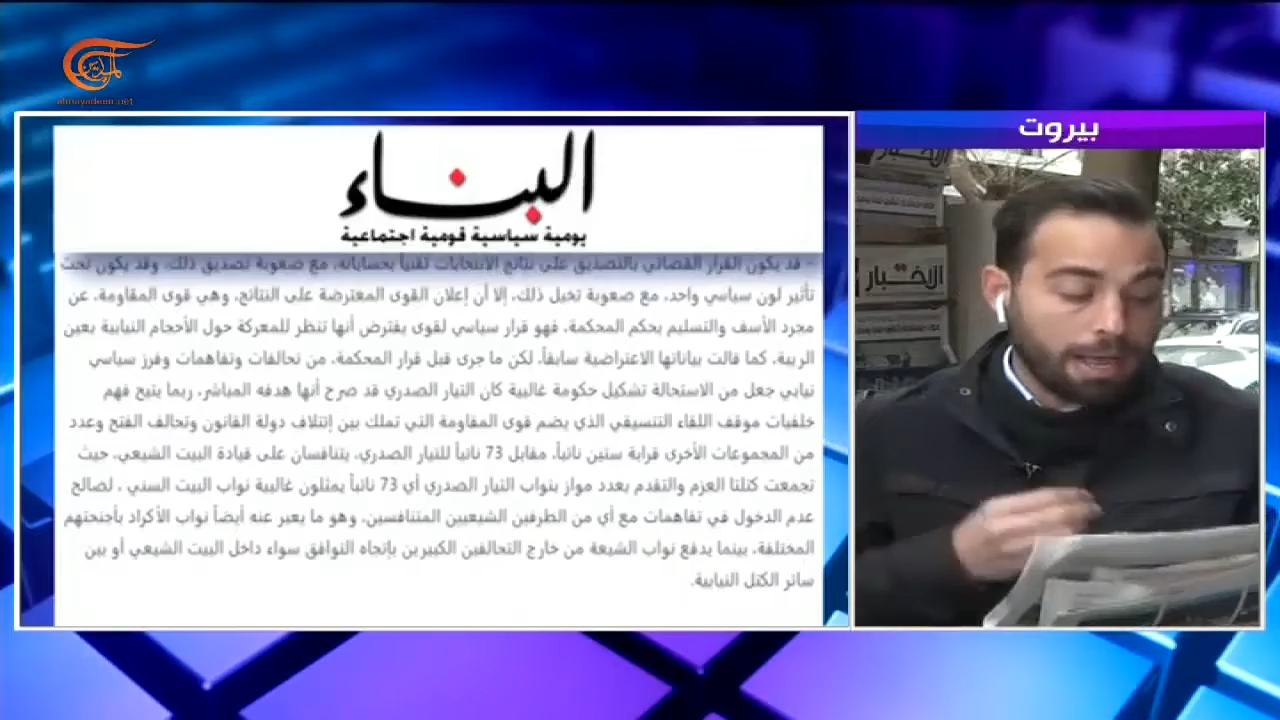 الميادين
almayadeen.net
بيروت
البناء
يومية سياسية قومية اجتماعية
- قد يكون القرار القضائي بالتصديق على نتائج الانتخابات تقنياً بحساباته، مع صعوبة تصديق ذلك، وقد يكون تحت
تأثير لون سياسي واحد، مع صعوبة تخيل ذلك، إلا أن إعلان القوى المعترضة على النتائج، وهي قوى المقاومة، عن
مجرد الأسف والتسليم بحكم المحكمة، فهو قرار سياسي لقوى يفترض أنها تنظر للمعركة حول الأحجام النيابية بعين
الريبة، كما قالت بياناتها الاعتراضية سابقاً، لكن ما جرى قبل قرار المحكمة، من تحالفات وتفاهمات وفرز سياسي
نيابي جعل من الاستحالة تشكيل حكومة غالبية كان التيار الصدري قد صرح أنها هدفه المباشر، ربما يتيح فهم
خلفيات موقف اللقاء التنسيقي الذي يضم قوى المقاومة التي تملك بين إئتلاف دولة القانون وتحالف الفتح وعدد
من المجموعات الأخرى قرابة ستين نائباً، مقابل 73 نائباً للتيار الصدري، يتنافسان على قيادة البيت الشيعي، حيث
تجمعت كتلتا العزم والتقدم بعدد مواز بنواب التيار الصدري أي 73 نائباً يمثلون غالبية نواب البيت السني ، لصالح
عدم الدخول في تفاهمات مع أي من الطرفين الشيعيين المتنافسين، وهو ما يعبر عنه أيضاً نواب الأكراد بأجنحتهم
المختلفة، بينما يدفع نواب الشيعة من خارج التحالفين الكبيرين بإتجاه التوافق سواء داخل البيت الشيعي أو بين
سائر الكتل النيابية.
الاخبار
الاخبار